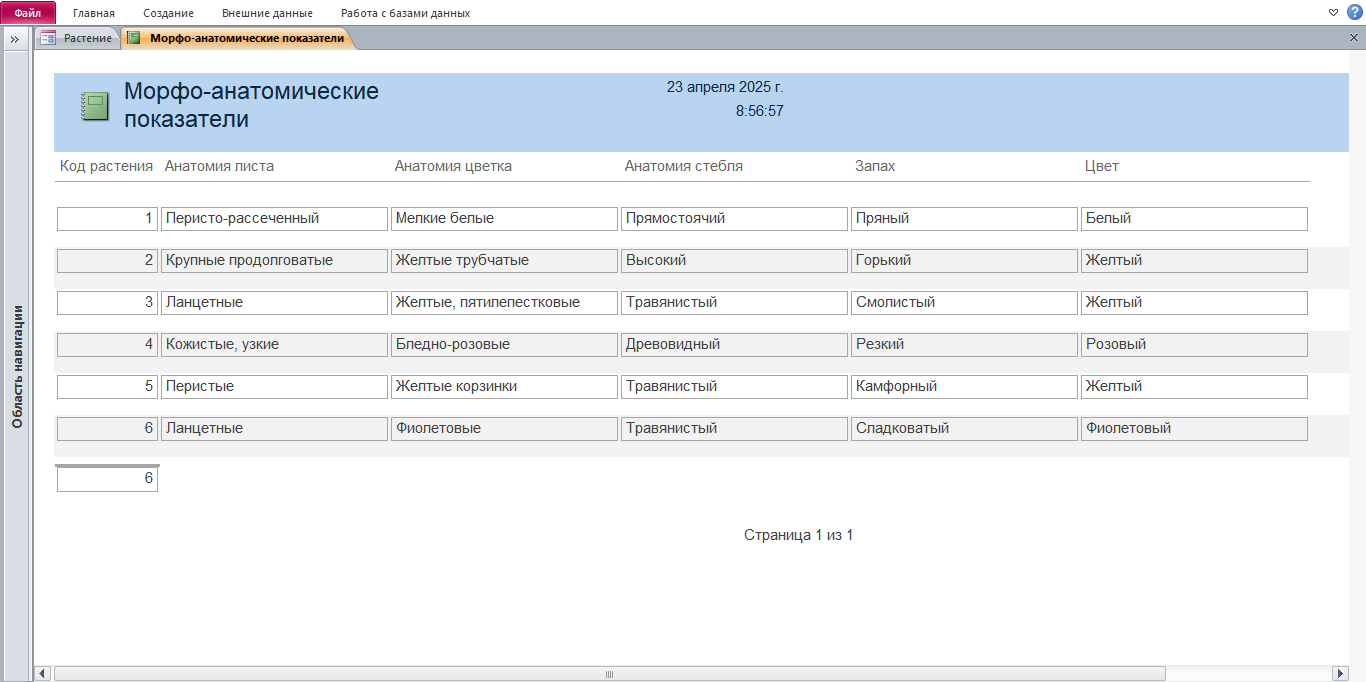 Файл Главная Создание Внешние данные Работа с базами данных
Растение Морфо-анатомические показатели
Область навигации
Морфо-анатомические
показатели
23 апреля 2025 г.
8:56:57
Код растения Анатомия листа Анатомия цветка Анатомия стебля Запах Цвет
1 Перисто-рассеченный Мелкие белые Прямостоячий Пряный Белый
2 Крупные продолговатые Желтые трубчатые Высокий Горький Желтый
3 Ланцетные Желтые, пятилепестковые Травянистый Смолистый Желтый
4 Кожистые, узкие Бледно-розовые Древовидный Резкий Розовый
5 Перистые Желтые корзинки Травянистый Камфорный Желтый
6 Ланцетные Фиолетовые Травянистый Сладковатый Фиолетовый
6
Страница 1 из 1